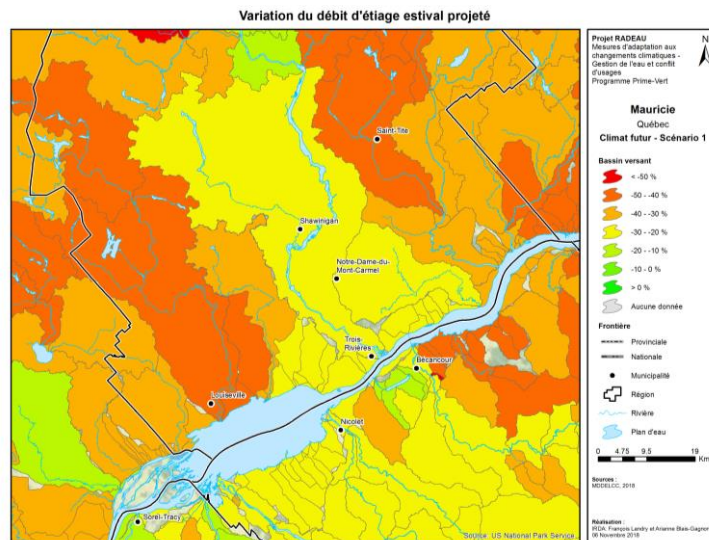 Variation du débit d'étiage estival projeté
Saint-Tite
Shawinigan
Notre-Dame-du-
Mont-Carmel
Trois-
Rivières
Bécancour
Louiseville
Nicolet
Sorel-Tracy
Source: US National Park Service
Projet RADEAU
Mesures d'adaptation aux
changements climatiques -
Gestion de l'eau et conflit
d'usages
Programme Prime-Vert
N
Mauricie
Québec
Climat futur - Scénario 1
Bassin versant
< -50 %
-50 - -40 %
-40 - -30 %
-30 - -20 %
-20 - -10 %
-10 - 0 %
> 0 %
Aucune donnée
Frontière
Provinciale
Nationale
Municipalité
Région
Rivière
Plan d'eau
0 4.75 9.5 19
Km
Sources :
MDDELCC, 2018
Réalisation :
IRDA, François Landry et Arianne Blais-Gagnon
06 Novembre 2018